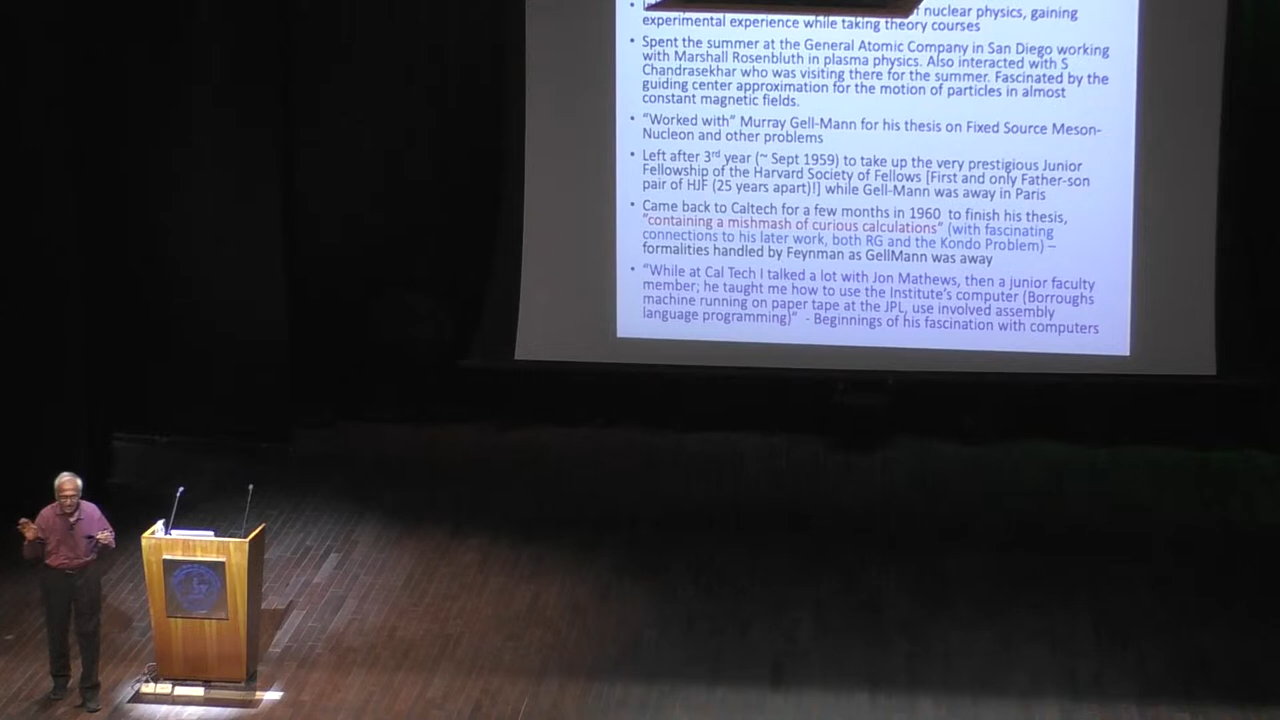 nuclear physics, gaining
experimental experience while taking theory courses
• Spent the summer at the General Atomic Company in San Diego working
with Marshall Rosenbluth in plasma physics. Also interacted with S
Chandrasekhar who was visiting there for the summer. Fascinated by the
guiding center approximation for the motion of particles in almost
constant magnetic fields.
• "Worked with" Murray Gell-Mann for his thesis on Fixed Source Meson-
Nucleon and other problems
• Left after 3rd year (~ Sept 1959) to take up the very prestigious Junior
Fellowship of the Harvard Society of Fellows [First and only Father-son
pair of HJF (25 years apart)!] while Gell-Mann was away in Paris
• Came back to Caltech for a few months in 1960 to finish his thesis,
"containing a mishmash of curious calculations" (with fascinating
connections to his later work, both RG and the Kondo Problem) –
formalities handled by Feynman as GellMann was away
• "While at Cal Tech I talked a lot with Jon Mathews, then a junior faculty
member; he taught me how to use the Institute's computer (Borroughs
machine running on paper tape at the JPL, use involved assembly
language programming)" - Beginnings of his fascination with computers